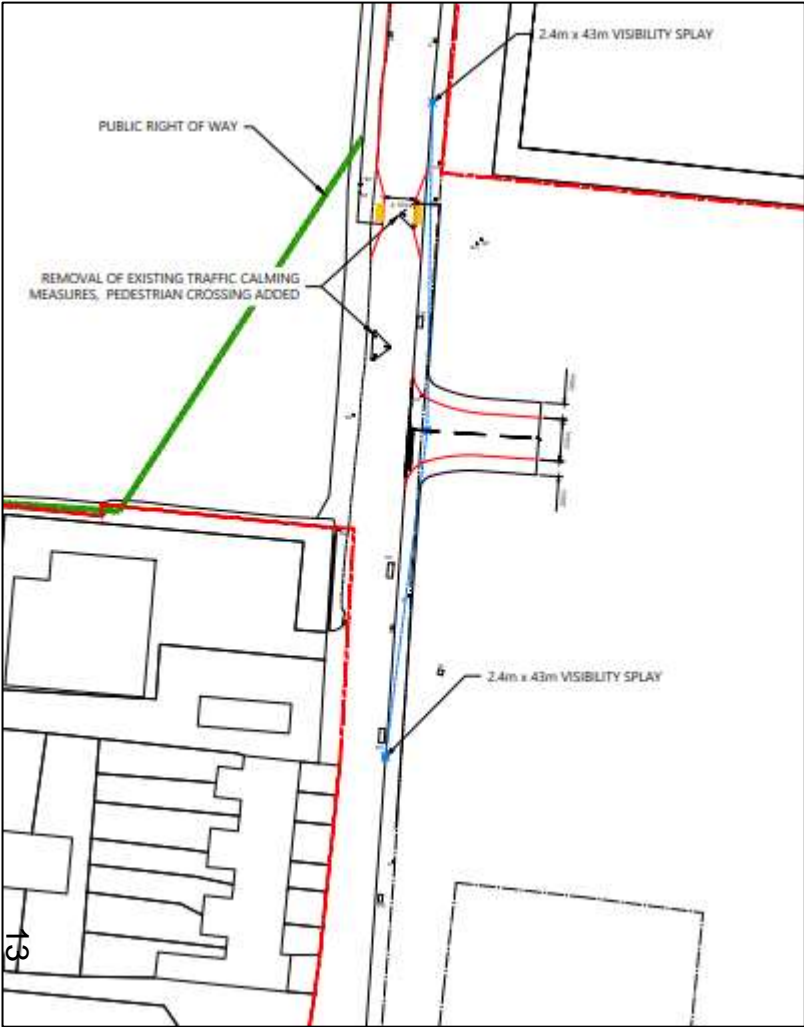 2.4m x 43m VISIBILITY SPLAY
PUBLIC RIGHT OF WAY
REMOVAL OF EXISTING TRAFFIC CALMING
MEASURES, PEDESTRIAN CROSSING ADDED
2.4m x 43m VISIBILITY SPLAY
13